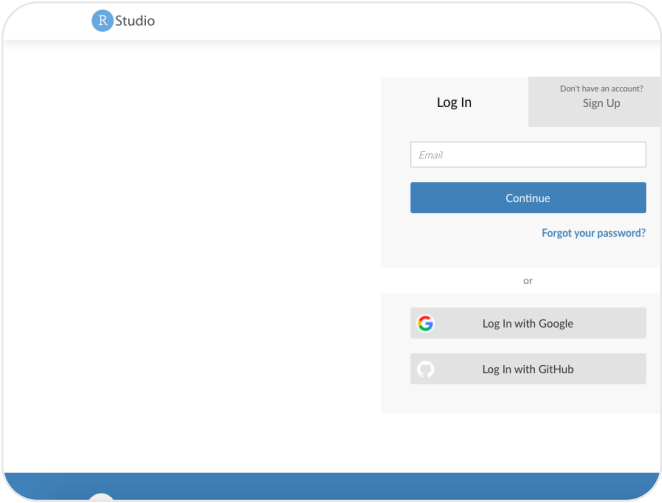 R Studio
Log In
Don't have an account?
Sign Up
Email
Continue
Forgot your password?
or
Log In with Google
Log In with GitHub